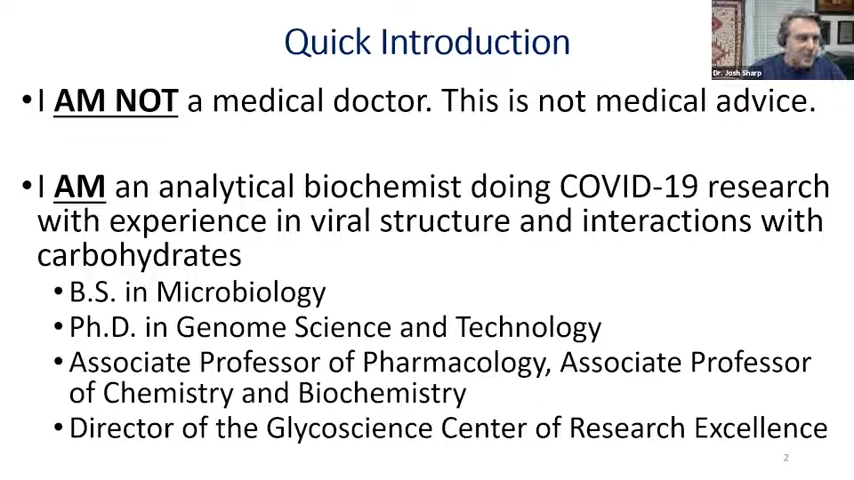 Quick Introduction
Dr. Josh Sharp
•I AM NOT a medical doctor. This is not medical advice.
•I AM an analytical biochemist doing COVID-19 research
with experience in viral structure and interactions with
carbohydrates
•B.S. in Microbiology
•Ph.D. in Genome Science and Technology
•Associate Professor of Pharmacology, Associate Professor
of Chemistry and Biochemistry
•Director of the Glycoscience Center of Research Excellence
2